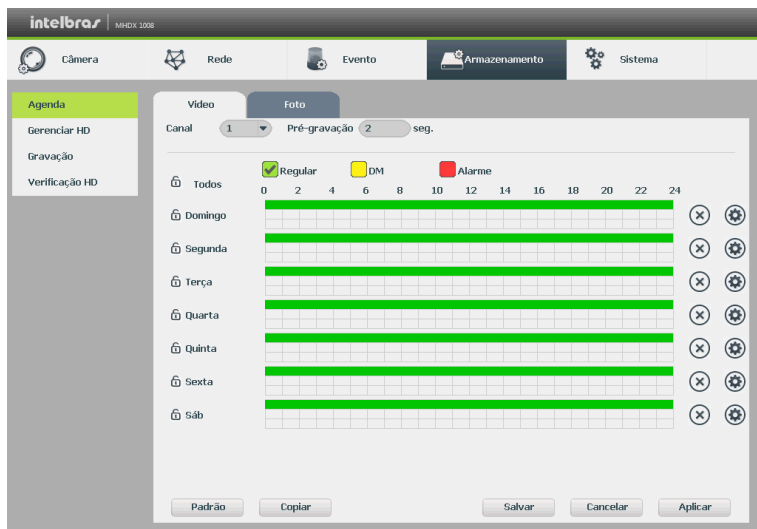 intelbras MHDX 1008
Câmera Rede Evento Armazenamento Sistema
Agenda
Gerenciar HD
Gravação
Verificação HD
Video Foto
Canal 1 Pré-gravação 2 seg.
Regular DM Alarme
Todos
0 2 4 6 8 10 12 14 16 18 20 22 24
Domingo
Segunda
Terça
Quarta
Quinta
Sexta
Sáb
Padrão Copiar Salvar Cancelar Aplicar